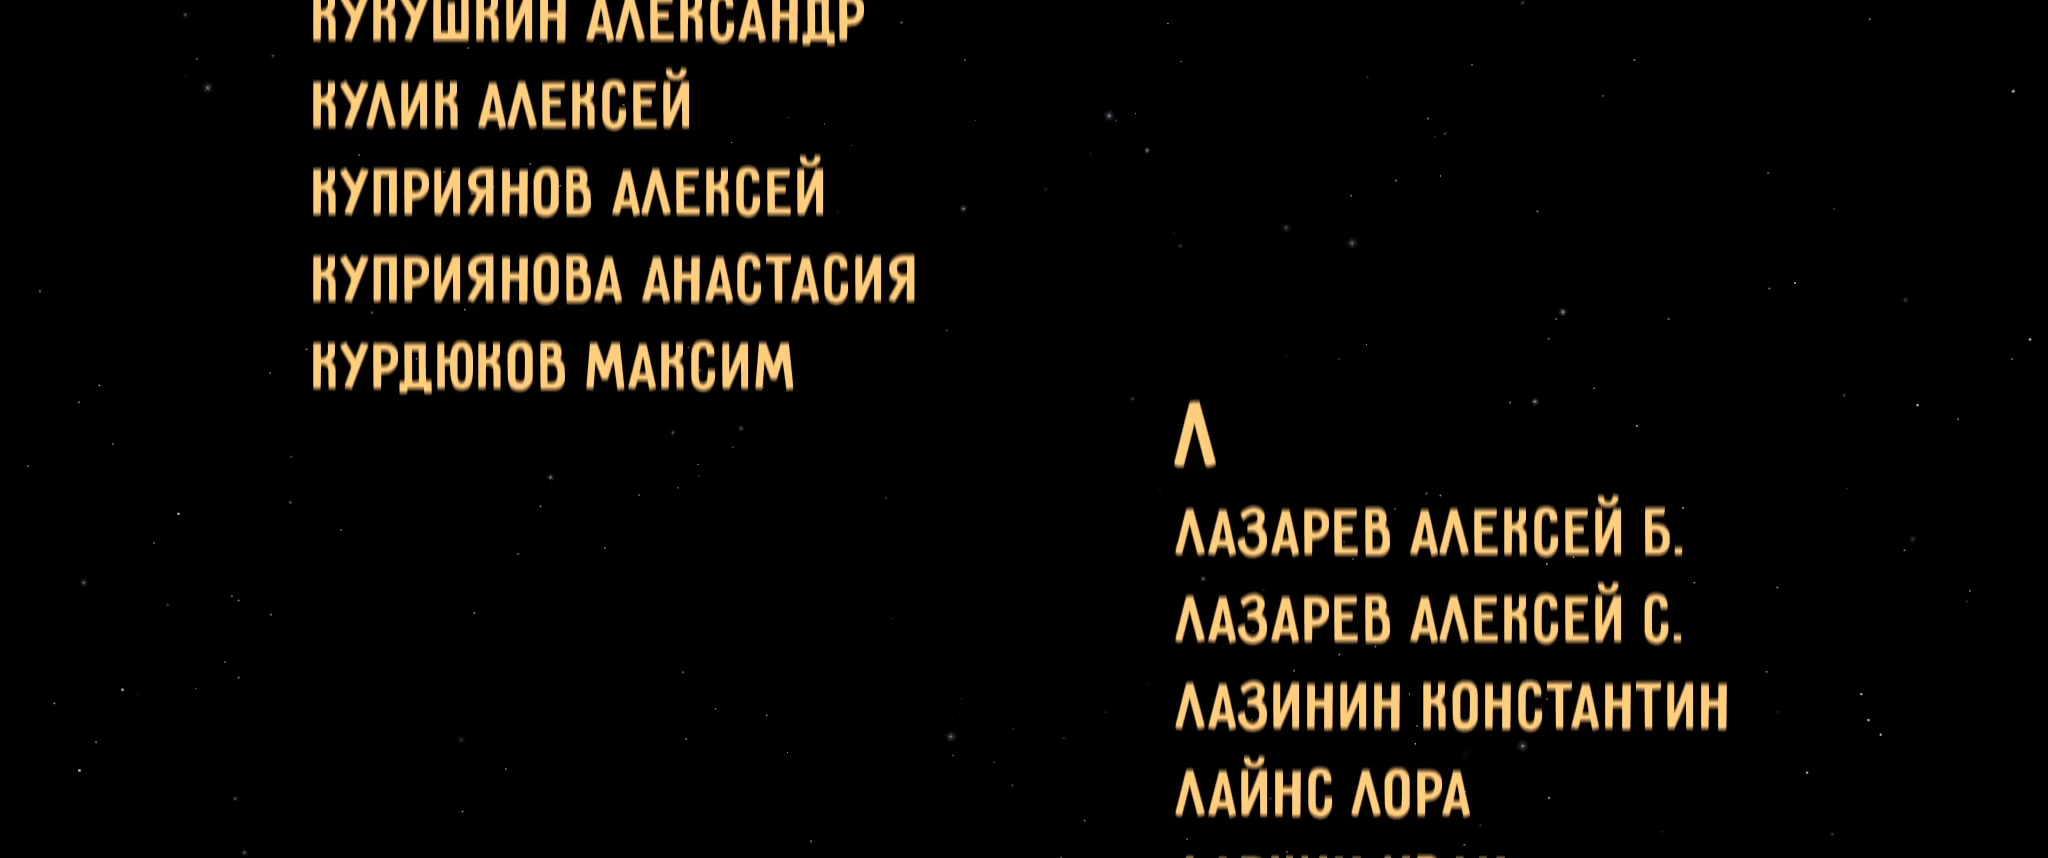 КУКУШКИН АЛЕКСАНДР
КУЛИК АЛЕКСЕЙ
КУПРИЯНОВ АЛЕКСЕЙ
КУПРИЯНОВА АНАСТАСИЯ
КУРДЮКОВ МАКСИМ
Л
ЛАЗАРЕВ АЛЕКСЕЙ Б.
ЛАЗАРЕВ АЛЕКСЕЙ С.
ЛАЗИНИН КОНСТАНТИН
ЛАЙНС ЛОРА